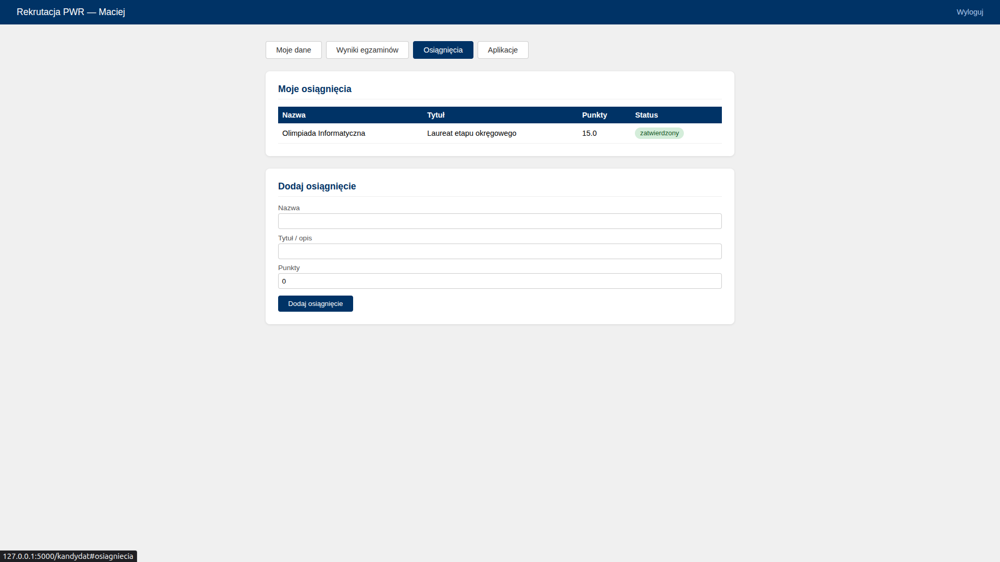 Rekrutacja PWR — Maciej
Wyloguj
Moje dane
Wyniki egzaminów
Osiągnięcia
Aplikacje
Moje osiągnięcia
Nazwa Tytuł Punkty Status
Olimpiada Informatyczna Laureat etapu okręgowego 15.0 zatwierdzony
Dodaj osiągnięcie
Nazwa
Tytuł / opis
Punkty
0
Dodaj osiągnięcie
127.0.0.1:5000/kandydat#osiagniecia